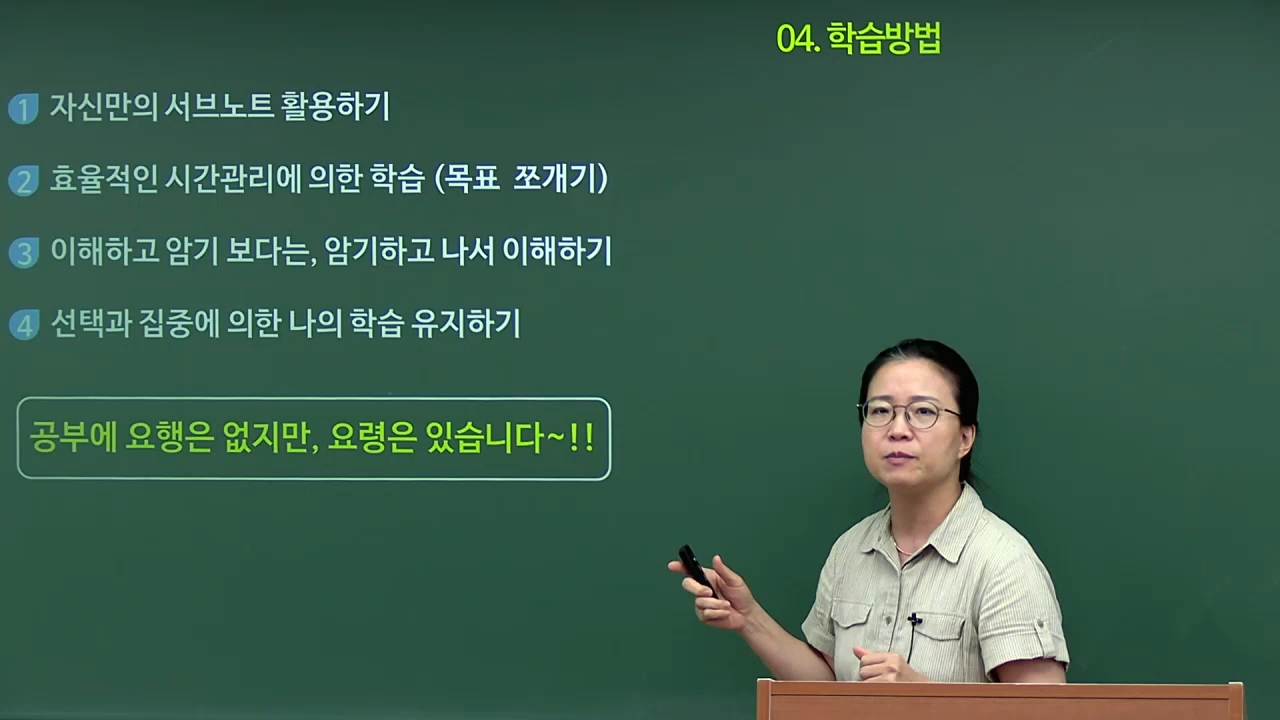 04. 학습방법
1 자신만의 서브노트 활용하기
2 효율적인 시간관리에 의한 학습 (목표 쪼개기)
3 이해하고 암기 보다는, 암기하고 나서 이해하기
4 선택과 집중에 의한 나의 학습 유지하기
공부에 요행은 없지만, 요령은 있습니다~!!